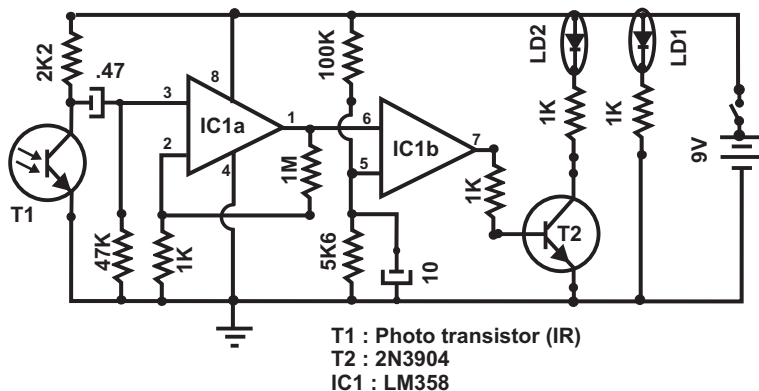 2K2
.47
8
3
1
2
4
IC1a
100K
6
7
5
IC1b
LD2
LD1
1K
1K
9V
T1
1M
1K
T2
47K
1K
5K6
10
T1 : Photo transistor (IR)
T2 : 2N3904
IC1 : LM358